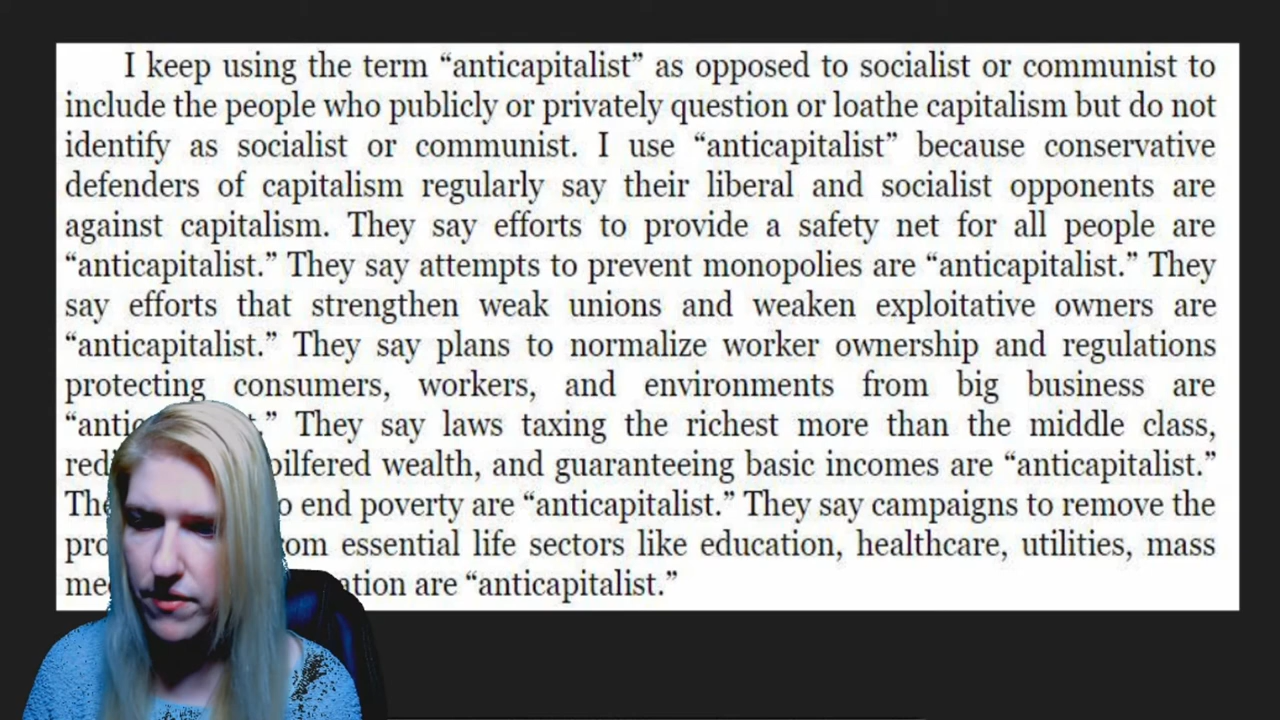 I keep using the term “anticapitalist” as opposed to socialist or communist to
include the people who publicly or privately question or loathe capitalism but do not
identify as socialist or communist. I use “anticapitalist” because conservative
defenders of capitalism regularly say their liberal and socialist opponents are
against capitalism. They say efforts to provide a safety net for all people are
“anticapitalist.” They say attempts to prevent monopolies are “anticapitalist.” They
say efforts that strengthen weak unions and weaken exploitative owners are
“anticapitalist.” They say plans to normalize worker ownership and regulations
protecting consumers, workers, and environments from big business are
They say laws taxing the richest more than the middle class,
wealth, and guaranteeing basic incomes are “anticapitalist.”
end poverty are “anticapitalist.” They say campaigns to remove the
essential life sectors like education, healthcare, utilities, mass
are “anticapitalist.”